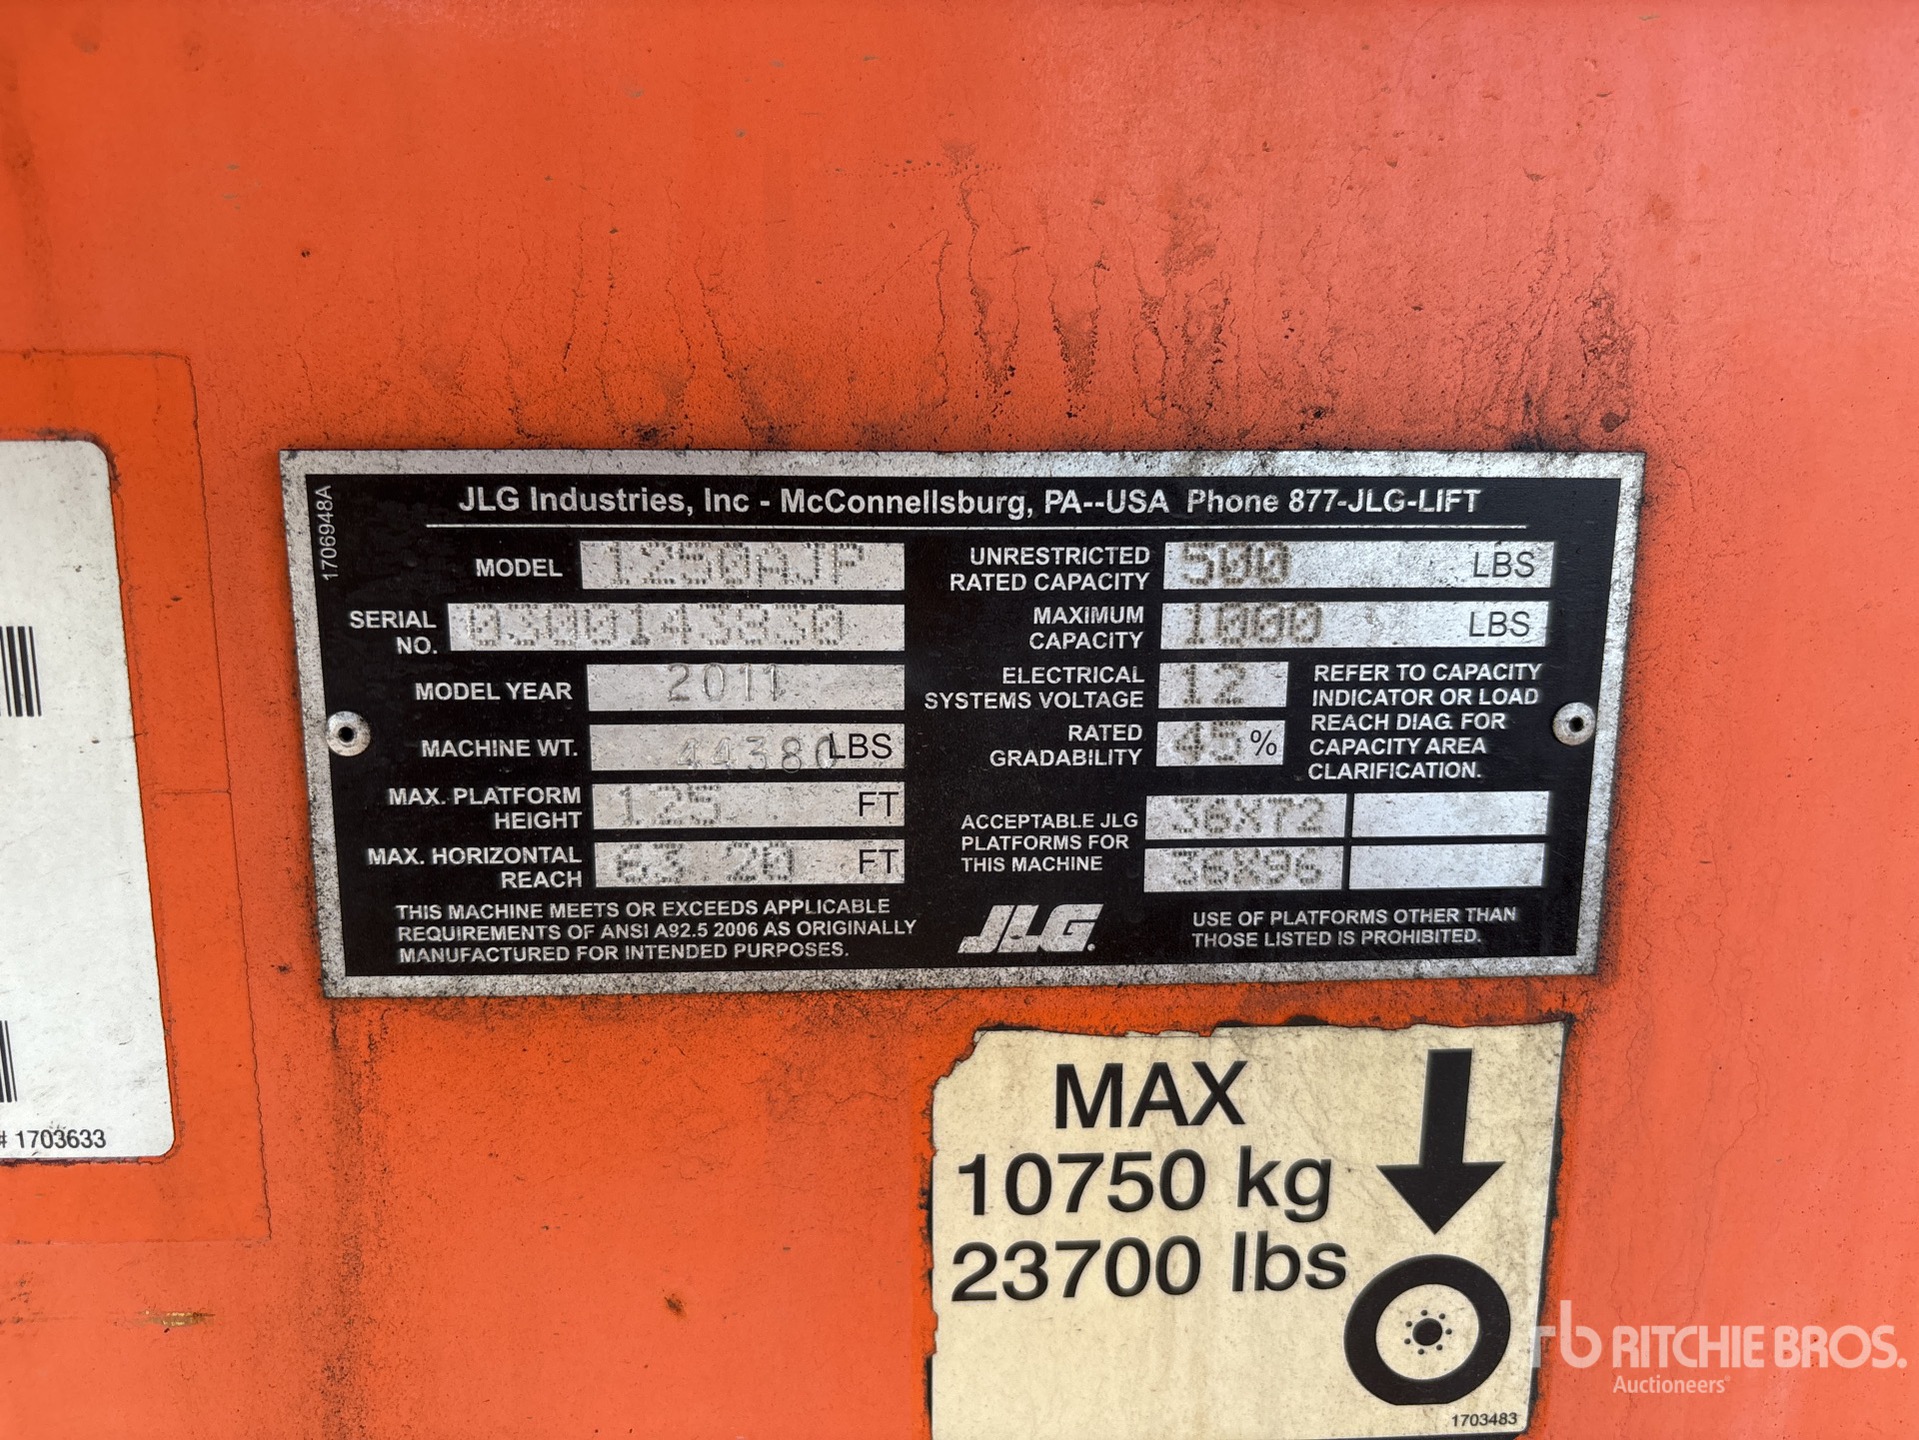 JLG Industries, Inc - McConnellsburg, PA--USA Phone 877-JLG-LIFT
1706948A
MODEL 1250AJP
SERIAL NO. 0300143830
MODEL YEAR 2011
MACHINE WT. 44380 LBS
MAX. PLATFORM HEIGHT 125 FT
MAX. HORIZONTAL REACH 63 20 FT
THIS MACHINE MEETS OR EXCEEDS APPLICABLE
REQUIREMENTS OF ANSI A92.5 2006 AS ORIGINALLY
MANUFACTURED FOR INTENDED PURPOSES.
UNRESTRICTED RATED CAPACITY 500 LBS
MAXIMUM CAPACITY 1000 LBS
ELECTRICAL SYSTEMS VOLTAGE 12
RATED GRADABILITY 45 %
REFER TO CAPACITY
INDICATOR OR LOAD
REACH DIAG. FOR
CAPACITY AREA
CLARIFICATION.
ACCEPTABLE JLG
PLATFORMS FOR
THIS MACHINE
36X72
36X96
JLG
USE OF PLATFORMS OTHER THAN
THOSE LISTED IS PROHIBITED.
# 1703633
MAX
10750 kg
23700 lbs
1703483
rb RITCHIE BROS.
Auctioneers